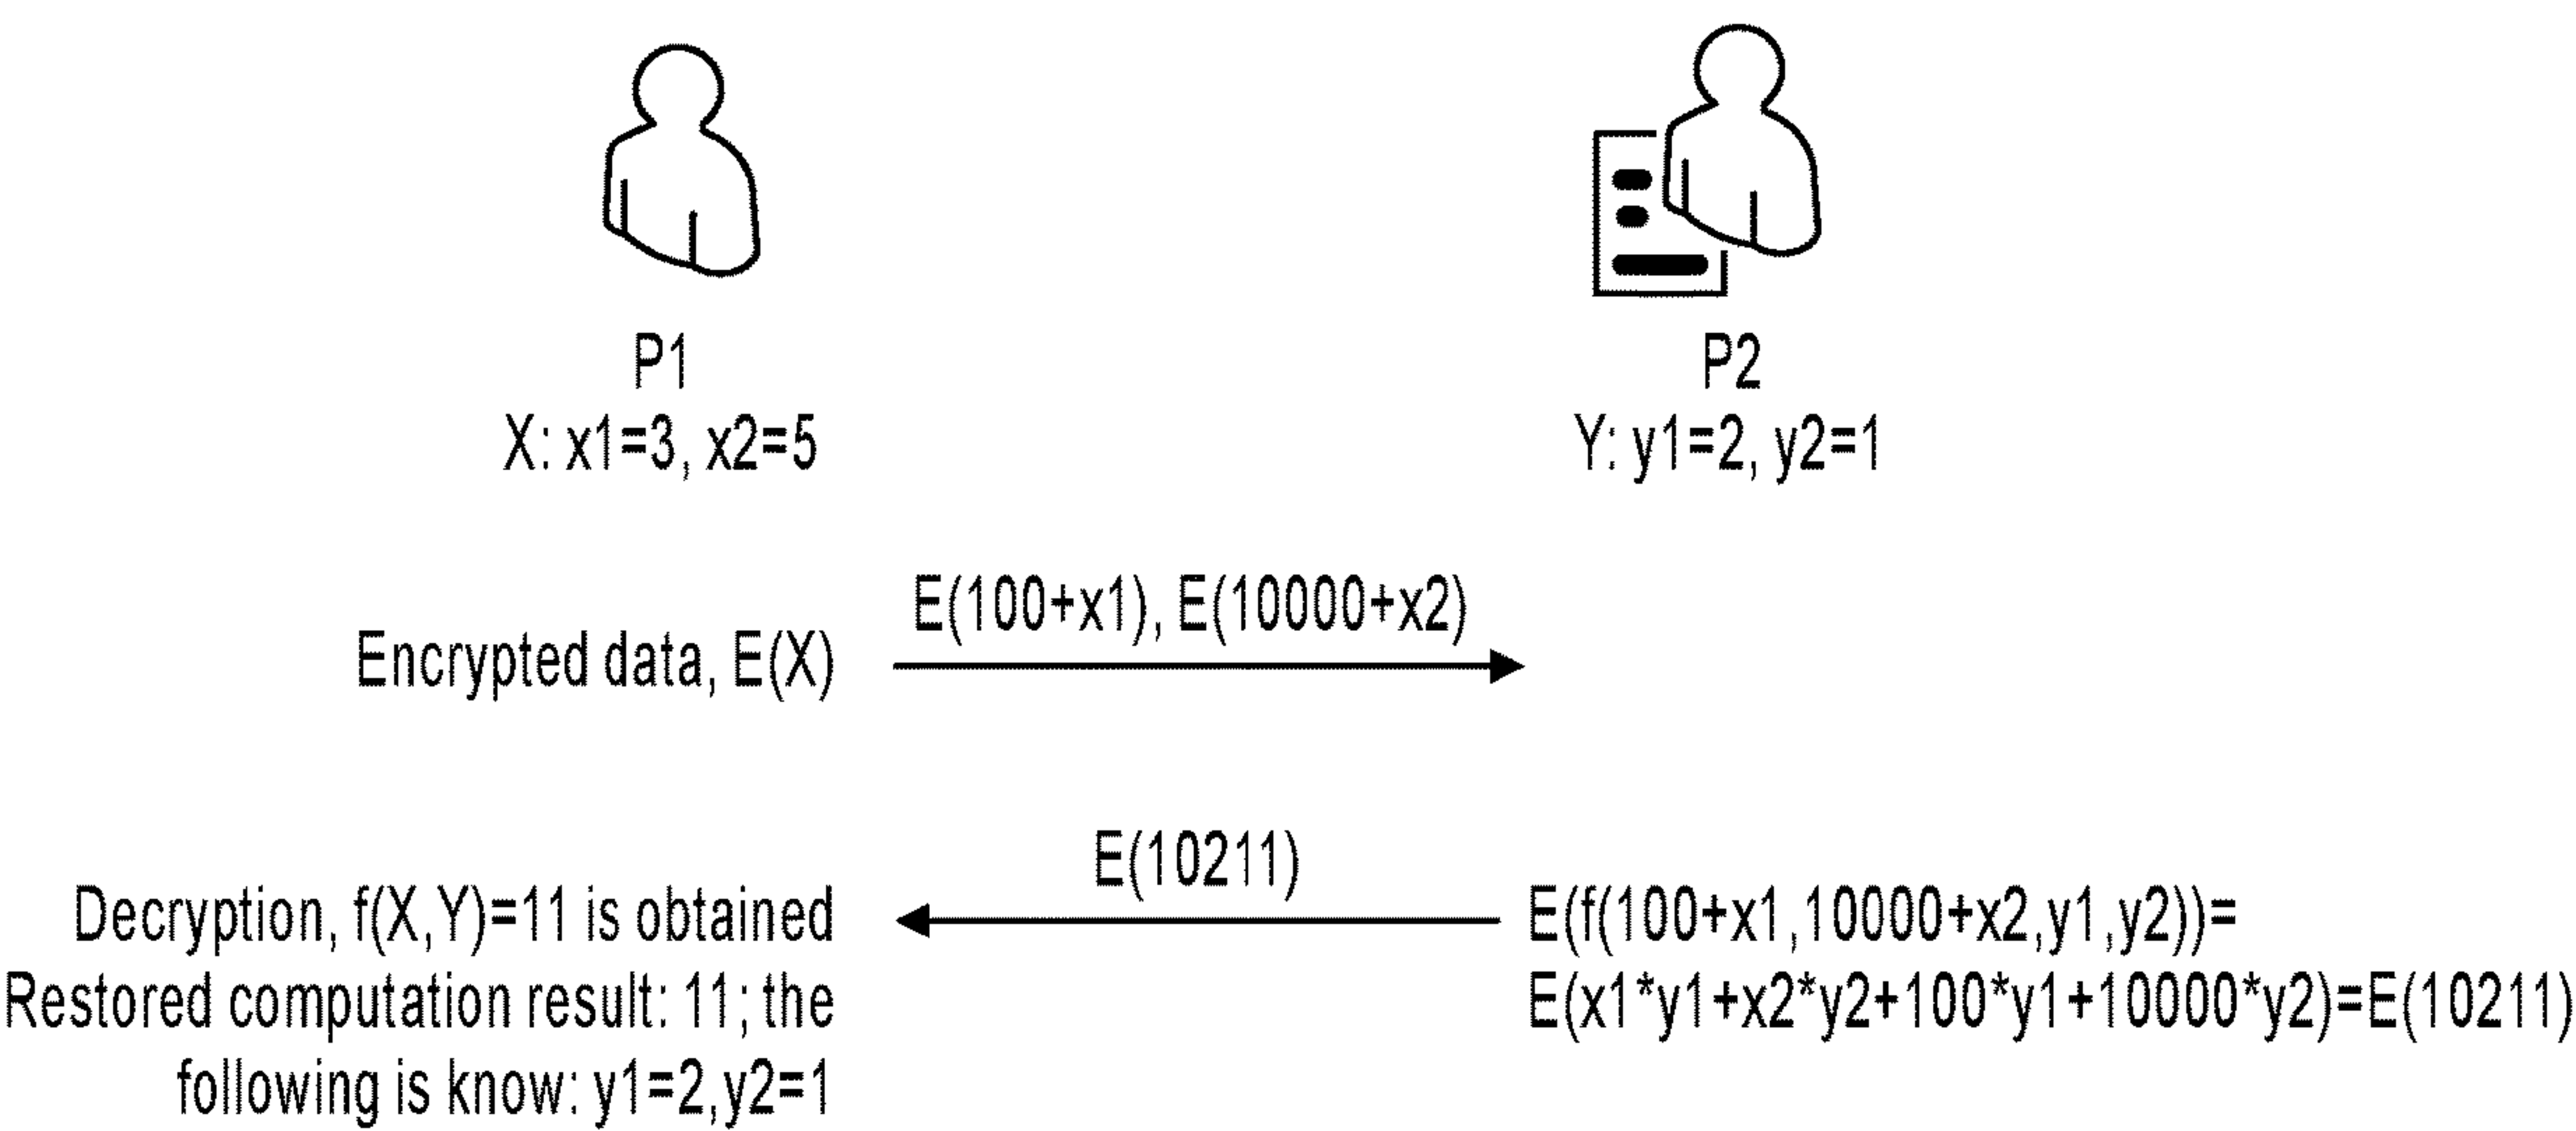 P1
X: x1=3, x2=5
P2
Y: y1=2, y2=1
E(100+x1), E(10000+x2)
Encrypted data, E(X)
E(10211)
Decryption, f(X,Y)=11 is obtained
Restored computation result: 11; the
following is know: y1=2,y2=1
E(f(100+x1,10000+x2,y1,y2))=
E(x1*y1+x2*y2+100*y1+10000*y2)=E(10211)